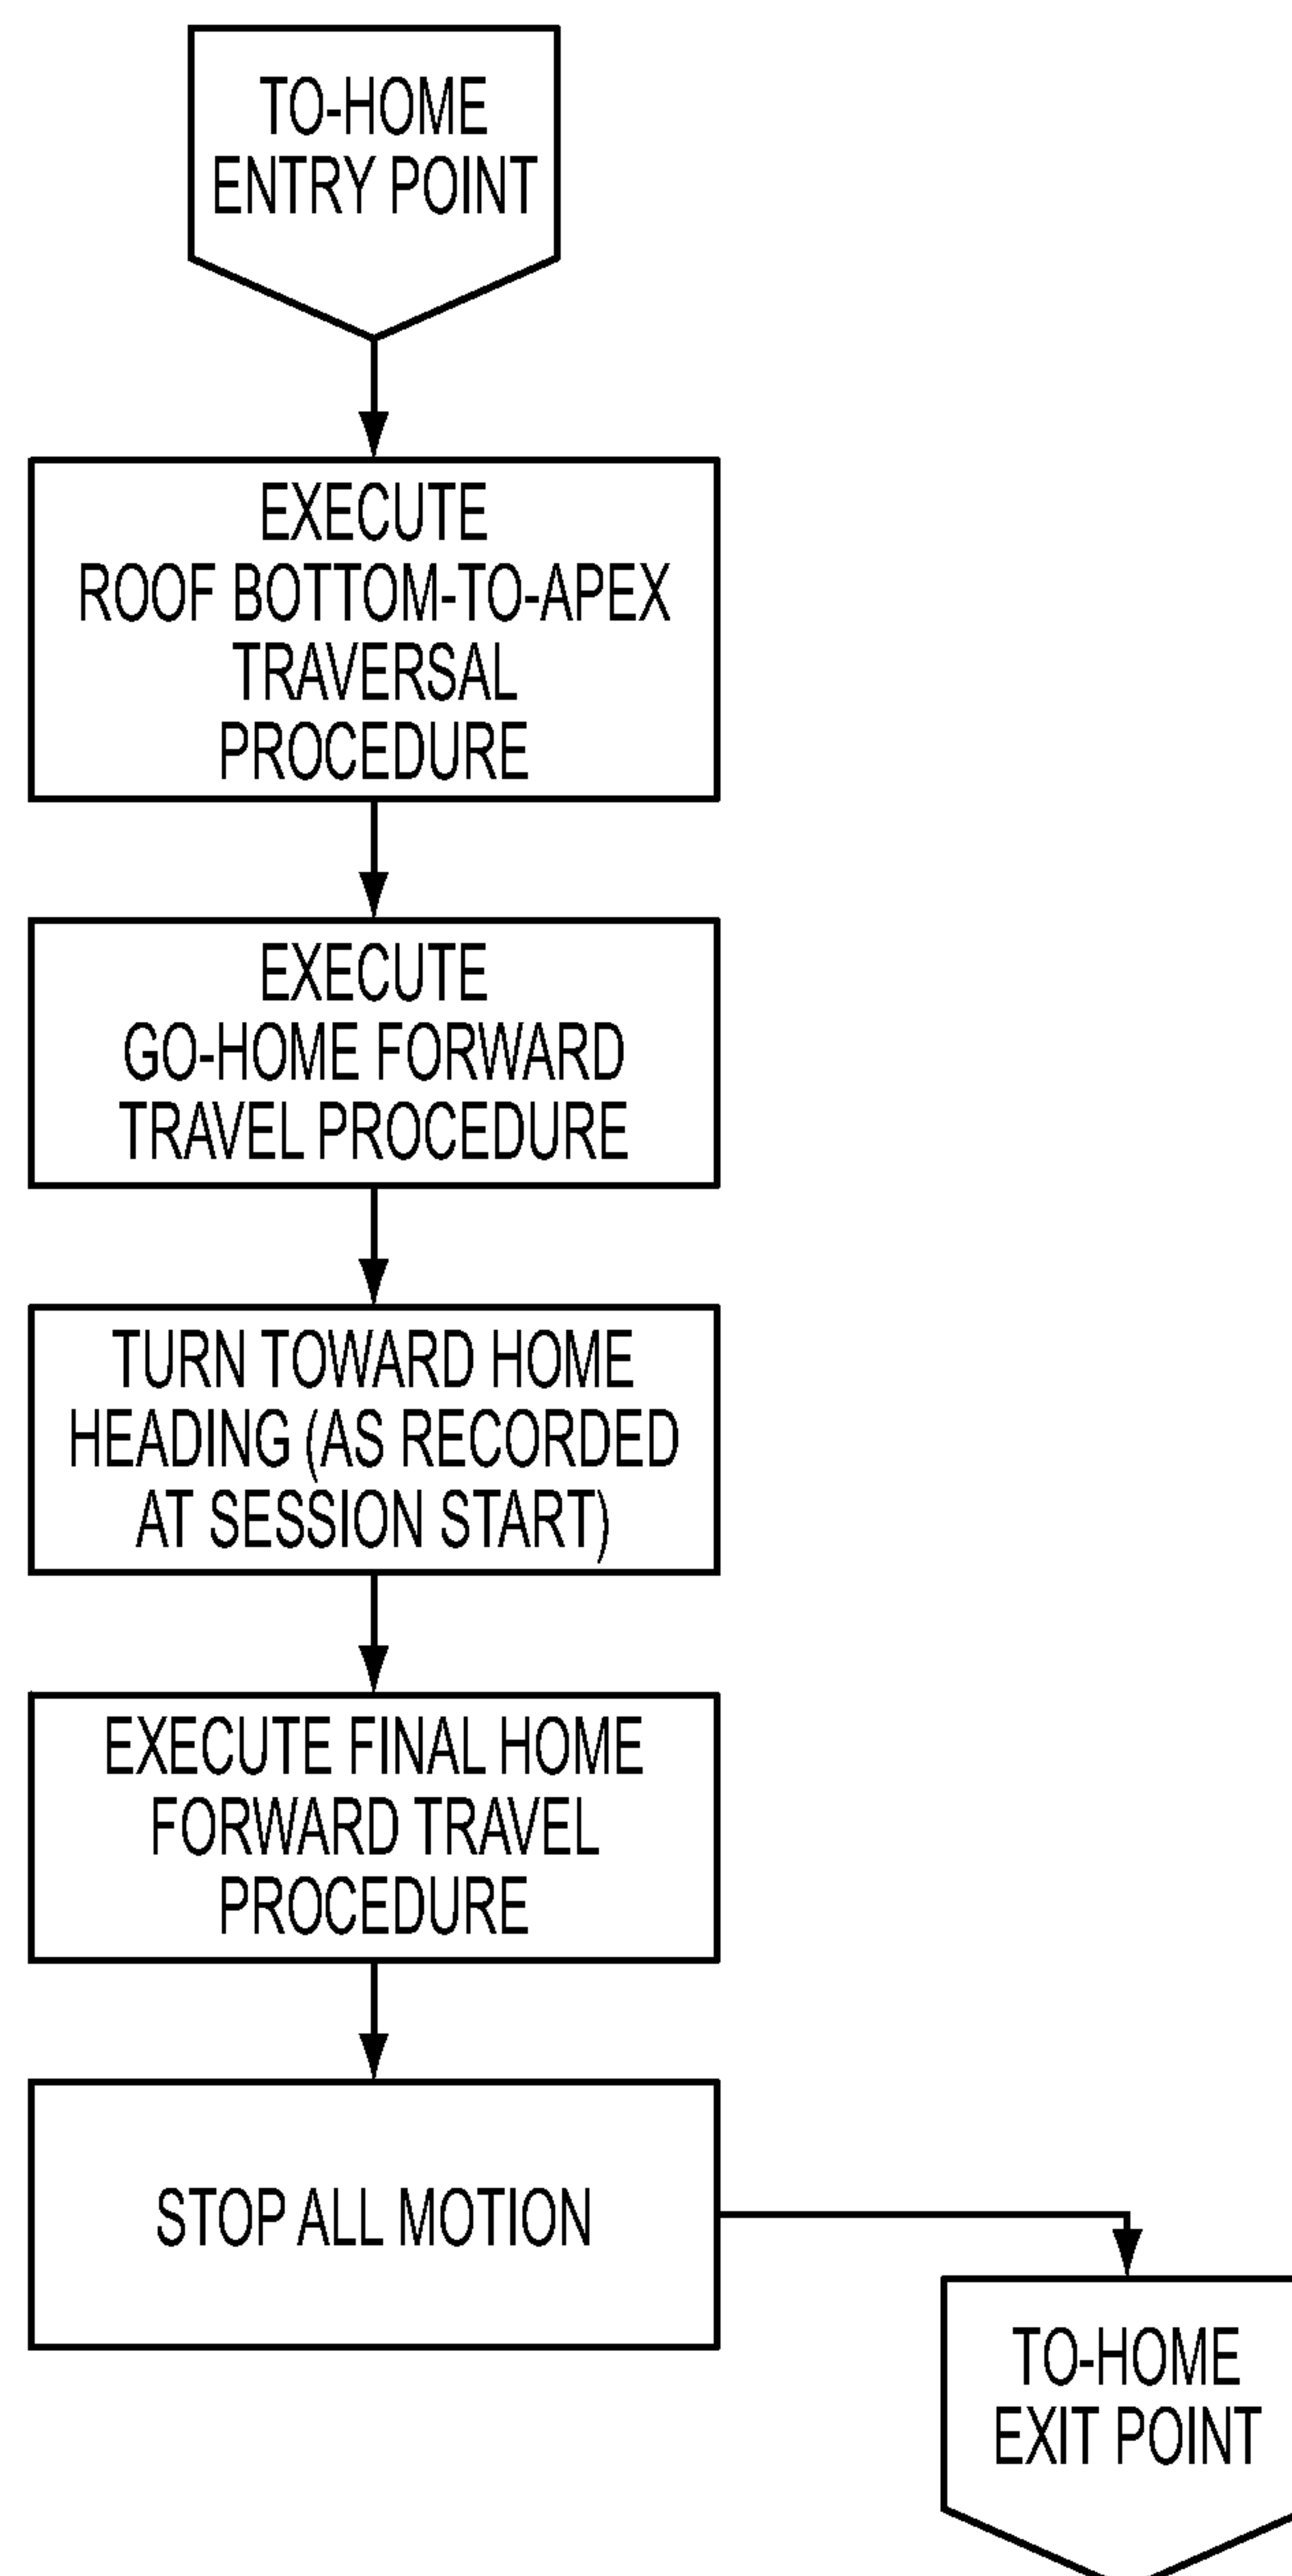 TO-HOME
ENTRY POINT
EXECUTE
ROOF BOTTOM-TO-APEX
TRAVERSAL
PROCEDURE
EXECUTE
GO-HOME FORWARD
TRAVEL PROCEDURE
TURN TOWARD HOME
HEADING (AS RECORDED
AT SESSION START)
EXECUTE FINAL HOME
FORWARD TRAVEL
PROCEDURE
STOP ALL MOTION
TO-HOME
EXIT POINT